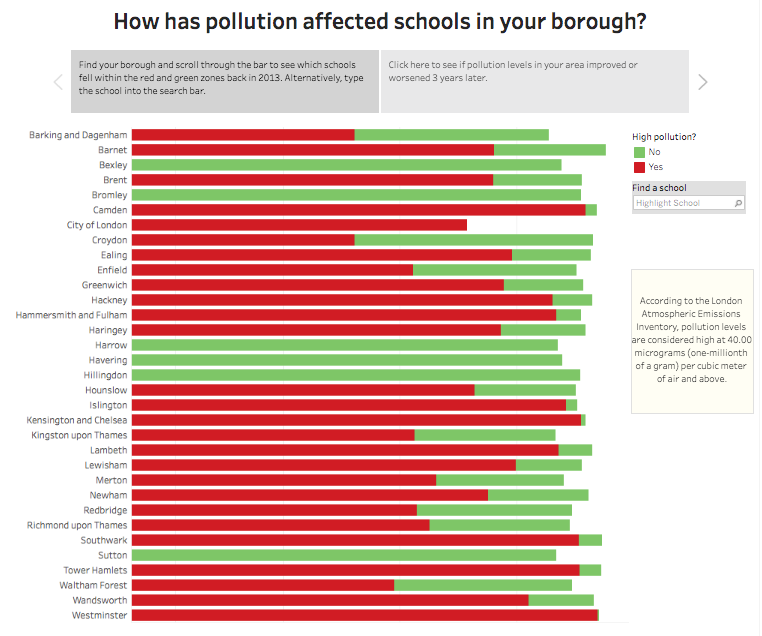 How has pollution affected schools in your borough?
Find your borough and scroll through the bar to see which schools
fell within the red and green zones back in 2013. Alternatively, type
the school into the search bar.
Click here to see if pollution levels in your area improved or
worsened 3 years later.
Barking and Dagenham
Barnet
Bexley
Brent
Bromley
Camden
City of London
Croydon
Ealing
Enfield
Greenwich
Hackney
Hammersmith and Fulham
Haringey
Harrow
Havering
Hillingdon
Hounslow
Islington
Kensington and Chelsea
Kingston upon Thames
Lambeth
Lewisham
Merton
Newham
Redbridge
Richmond upon Thames
Southwark
Sutton
Tower Hamlets
Waltham Forest
Wandsworth
Westminster
High pollution?
No
Yes
Find a school
Highlight School
According to the London
Atmospheric Emissions
Inventory, pollution levels
are considered high at 40.00
micrograms (one-millionth
of a gram) per cubic meter
of air and above.